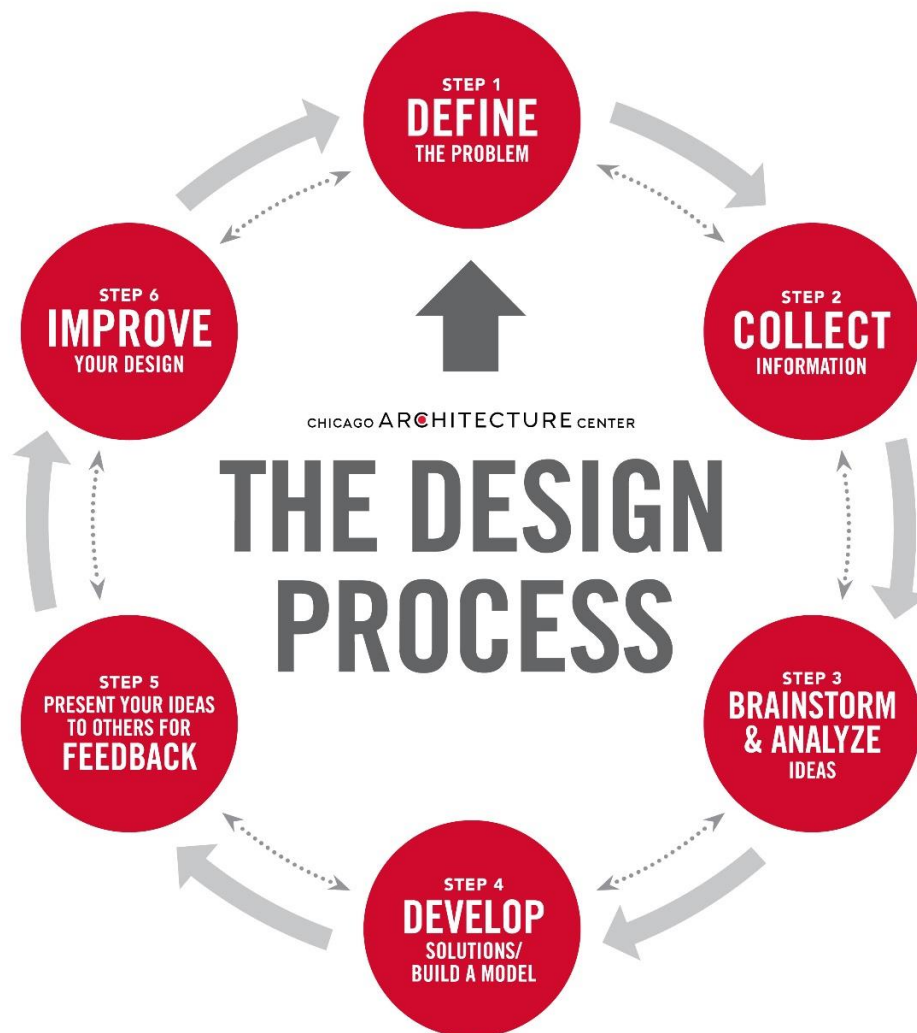 STEP 1
DEFINE
THE PROBLEM
STEP 2
COLLECT
INFORMATION
STEP 3
BRAINSTORM
& ANALYZE
IDEAS
STEP 4
DEVELOP
SOLUTIONS/
BUILD A MODEL
STEP 5
PRESENT YOUR IDEAS
TO OTHERS FOR
FEEDBACK
STEP 6
IMPROVE
YOUR DESIGN
CHICAGO ARCHITECTURE CENTER
THE DESIGN
PROCESS